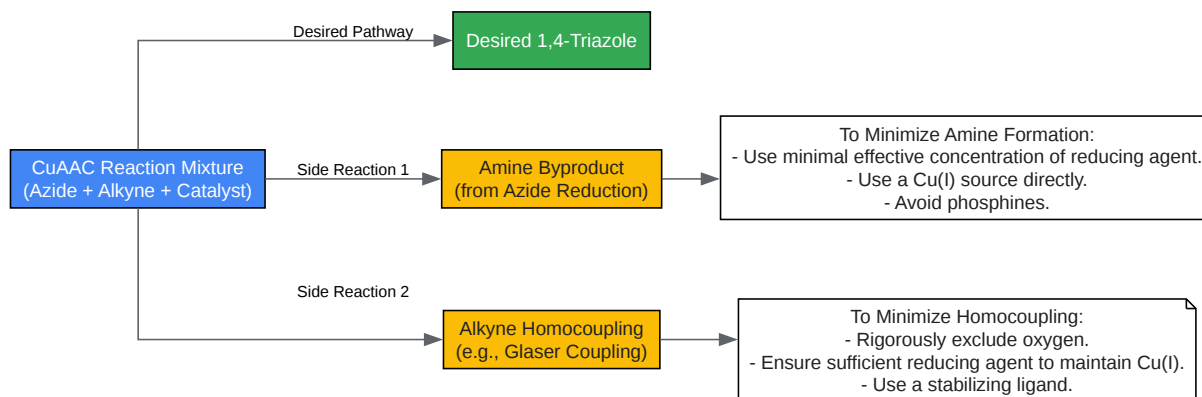 Desired Pathway
Desired 1,4-Triazole
CuAAC Reaction Mixture
(Azide + Alkyne + Catalyst)
Side Reaction 1
Amine Byproduct
(from Azide Reduction)
To Minimize Amine Formation:
- Use minimal effective concentration of reducing agent.
- Use a Cu(I) source directly.
- Avoid phosphines.
Side Reaction 2
Alkyne Homocoupling
(e.g., Glaser Coupling)
To Minimize Homocoupling:
- Rigorously exclude oxygen.
- Ensure sufficient reducing agent to maintain Cu(I).
- Use a stabilizing ligand.